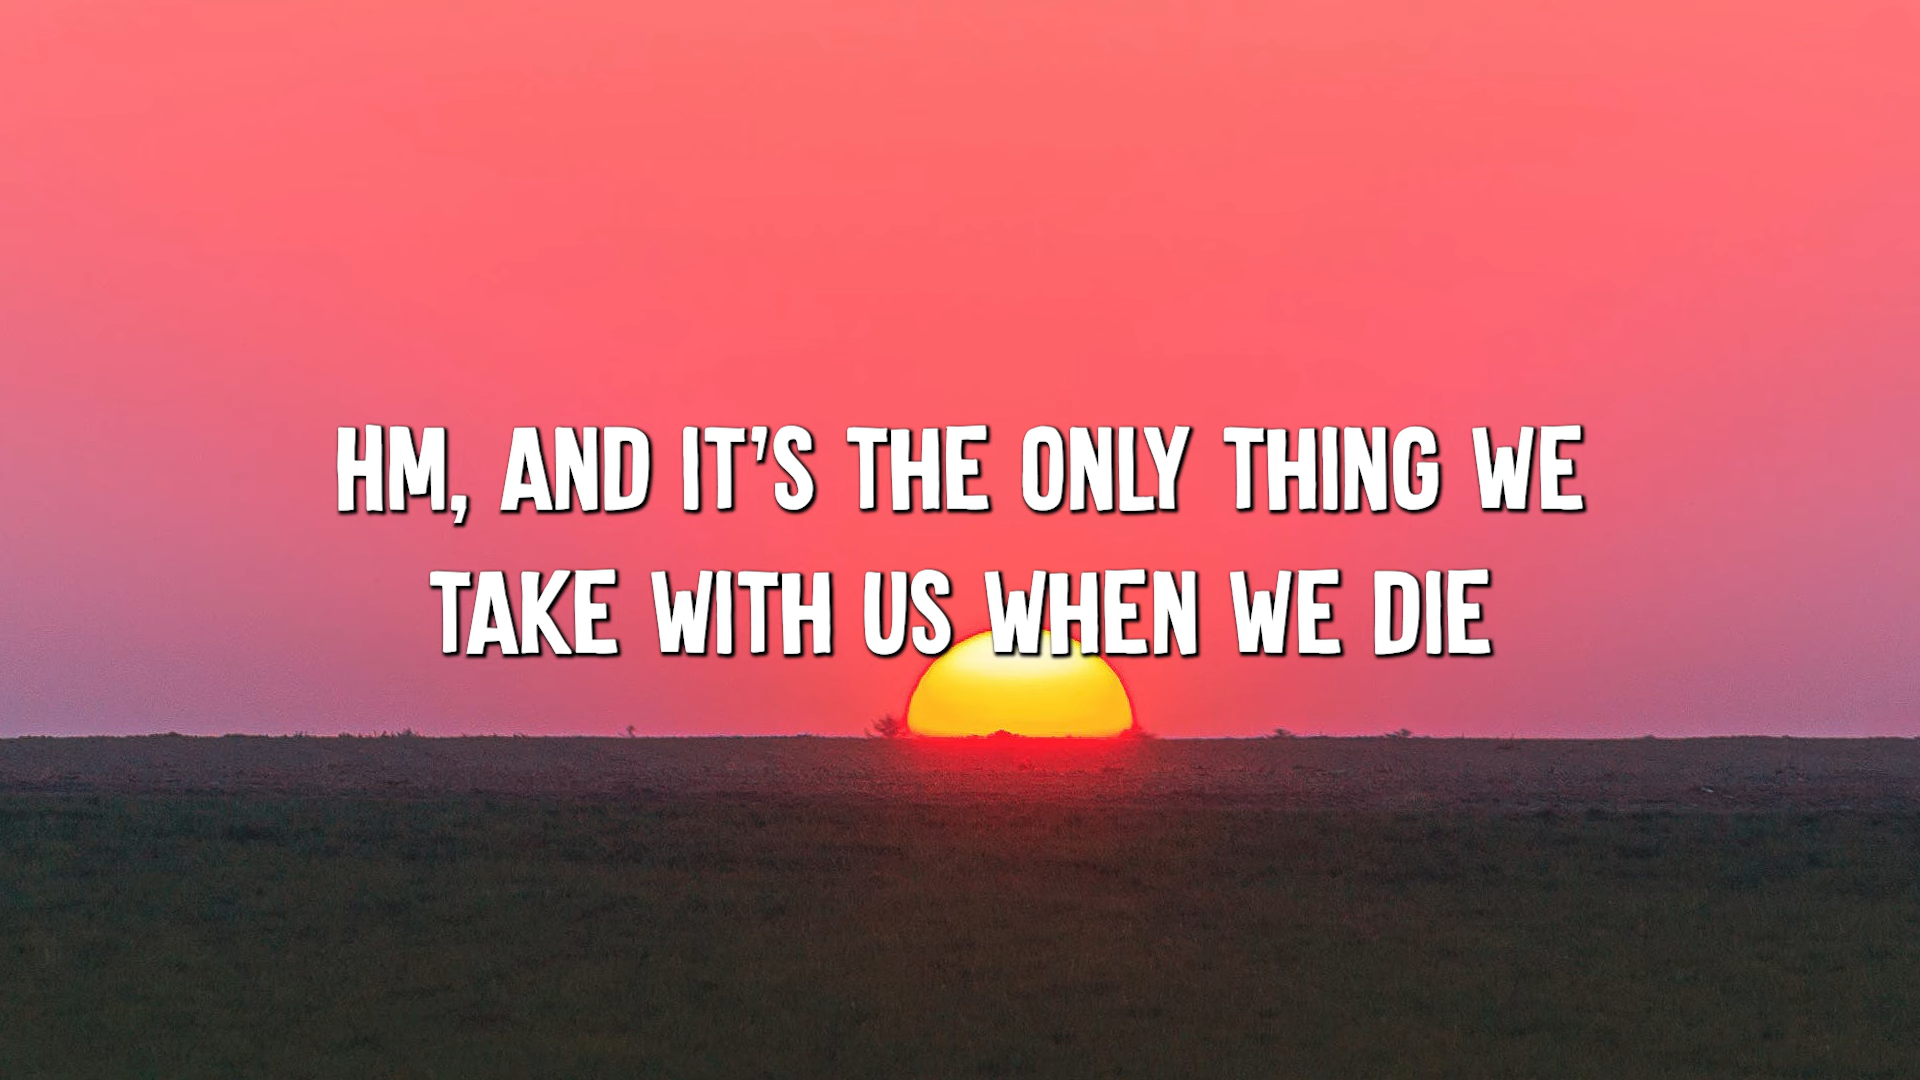 HM, AND IT'S THE ONLY THING WE
TAKE WITH US WHEN WE DIE